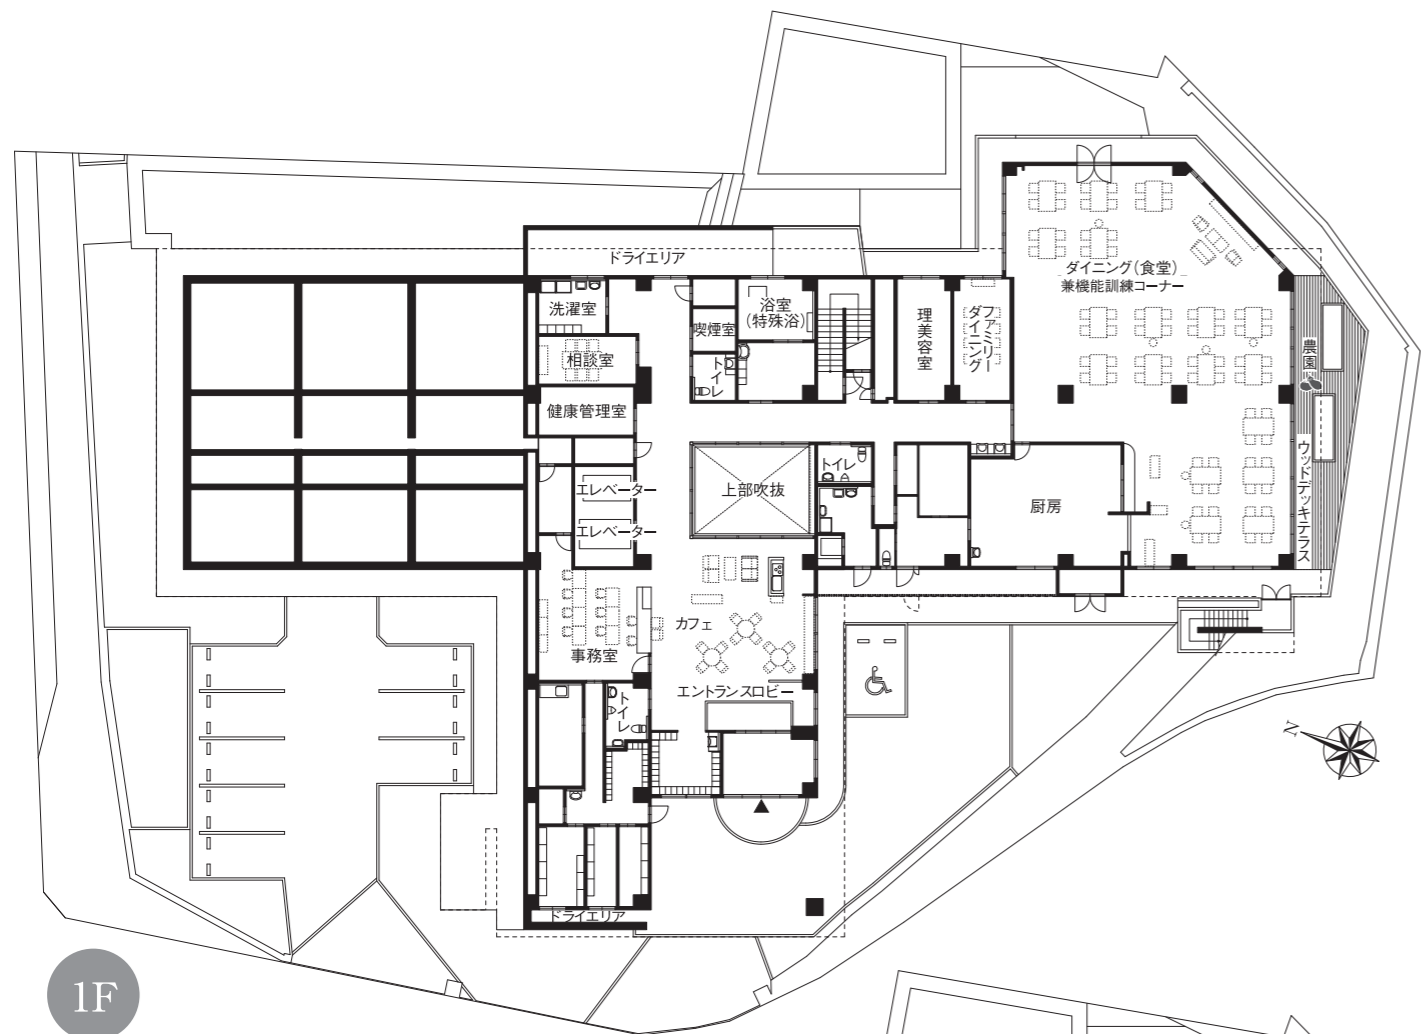 ドライエリア
洗濯室
喫煙室
浴室
(特殊浴)
理美容室
ファミリー
ダイニング
ダイニング(食堂)
兼機能訓練コーナー
相談室
トイレ
健康管理室
農園
エレベーター
上部吹抜
トイレ
厨房
ウッドデッキテラス
エレベーター
カフェ
事務室
エントランスロビー
トイレ
N
ドライエリア
1F